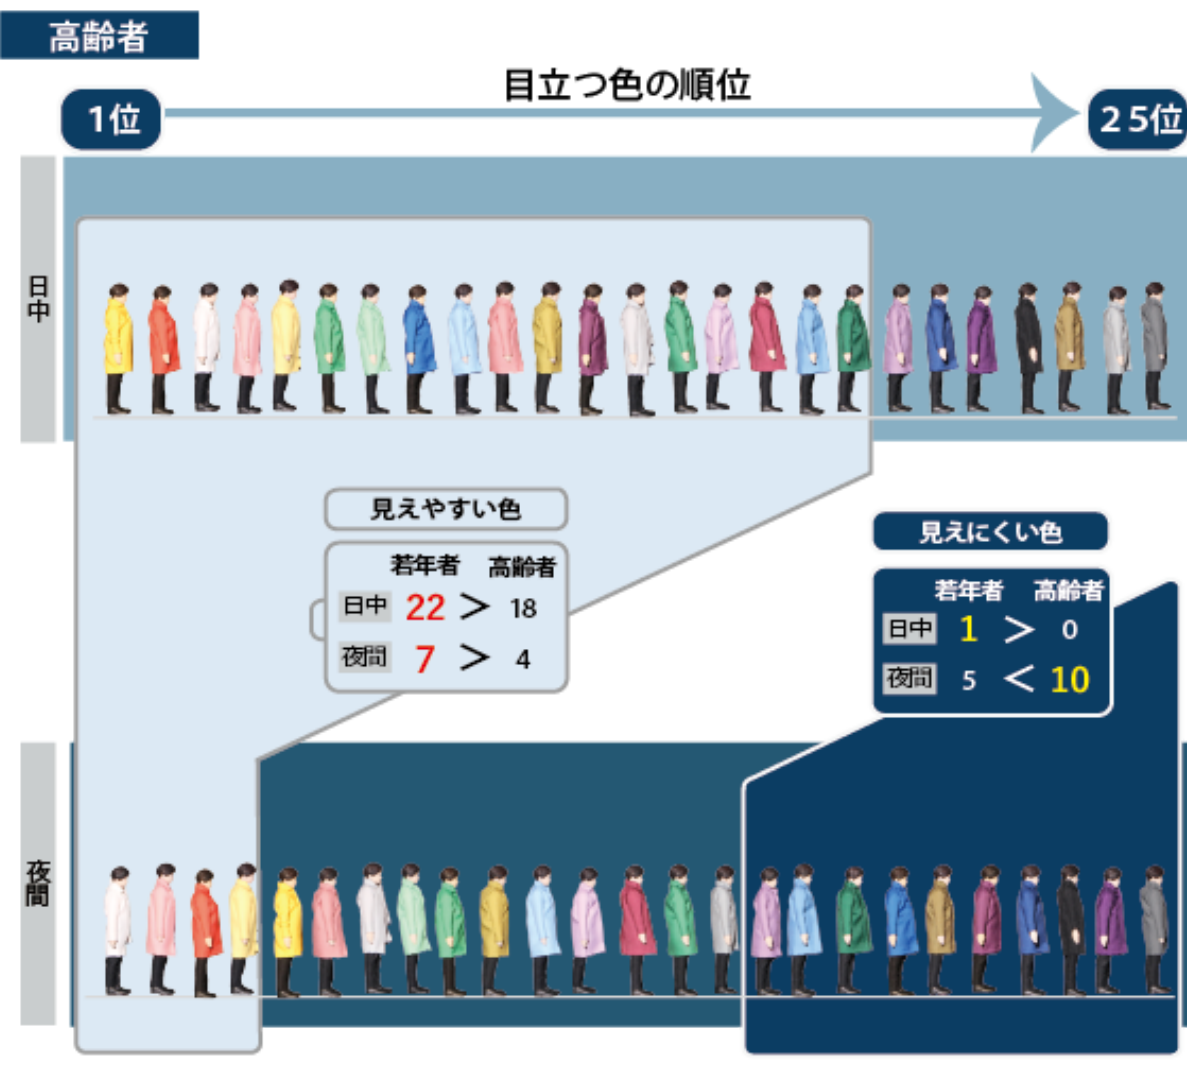 高齢者
目立つ色の順位
1位
25位
日中
見えやすい色
若年者 高齢者
日中 22 > 18
夜間 7 > 4
見えにくい色
若年者 高齢者
日中 1 > 0
夜間 5 < 10
夜間